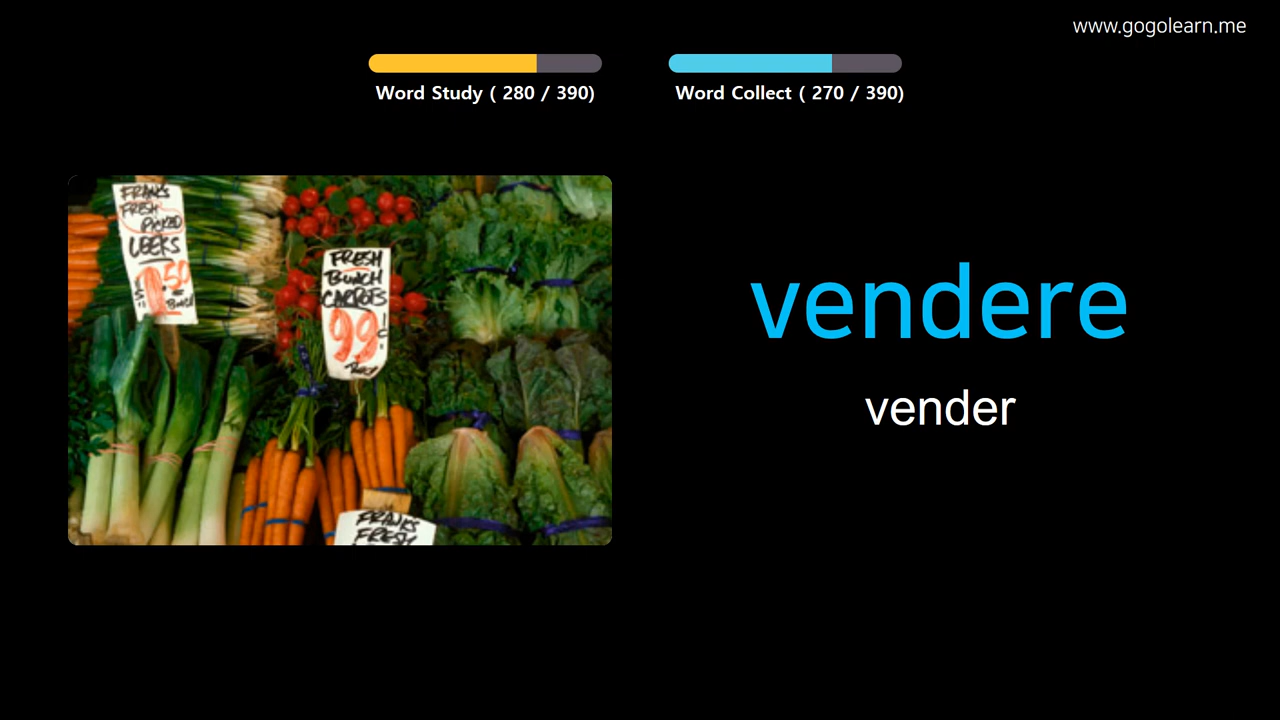 www.gogolearn.me
Word Study ( 280 / 390)
Word Collect ( 270 / 390)
FRANK'S
FRESH
PICKED
LEEKS
FRESH
BUNCH
CARROTS
99¢
FRANKS
FRESH
vendere
vender